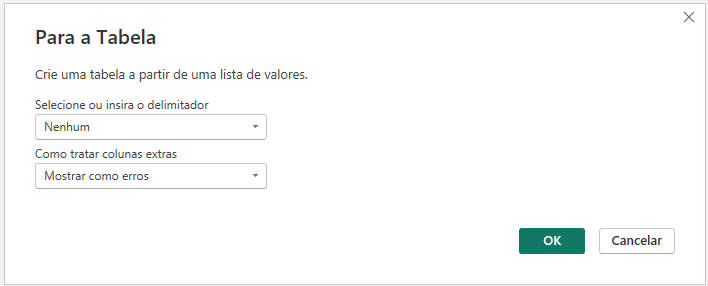 Para a Tabela
Crie uma tabela a partir de uma lista de valores.
Selecione ou insira o delimitador
Nenhum
Como tratar colunas extras
Mostrar como erros
OK
Cancelar